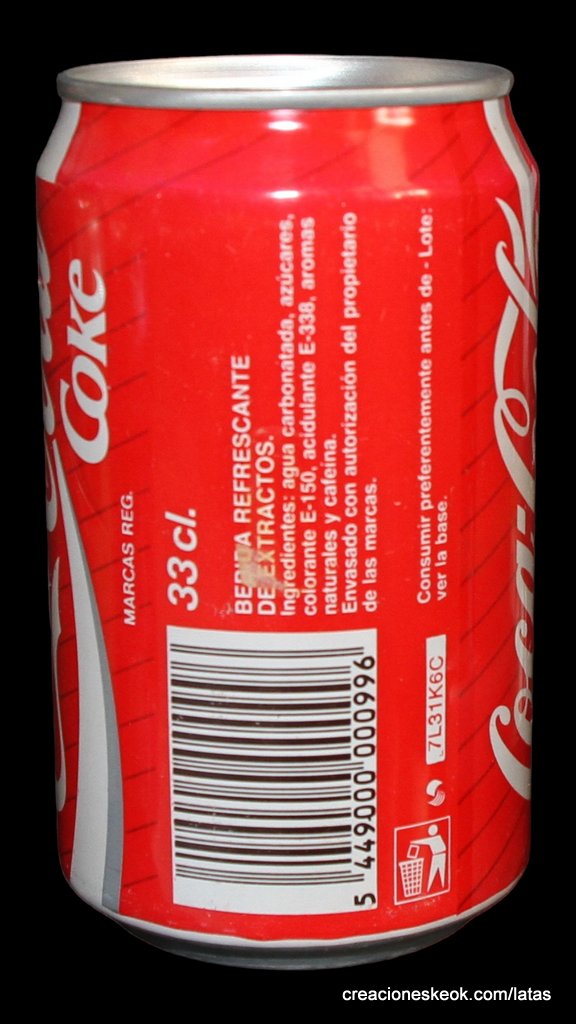 Coke
MARCAS REG.
33 cl.
REFRESCANTE
DE EXTRACTOS.
Ingredientes: agua carbonatada, azúcares,
colorante E-150, acidulante E-338, aromas
naturales y cafeína.
Envasado con autorización del propietario
de las marcas.
Consumir preferentemente antes de - Lote:
ver la base.
7L31K6C
5 449000 000996
Coca-Co
creacioneskeok.com/latas